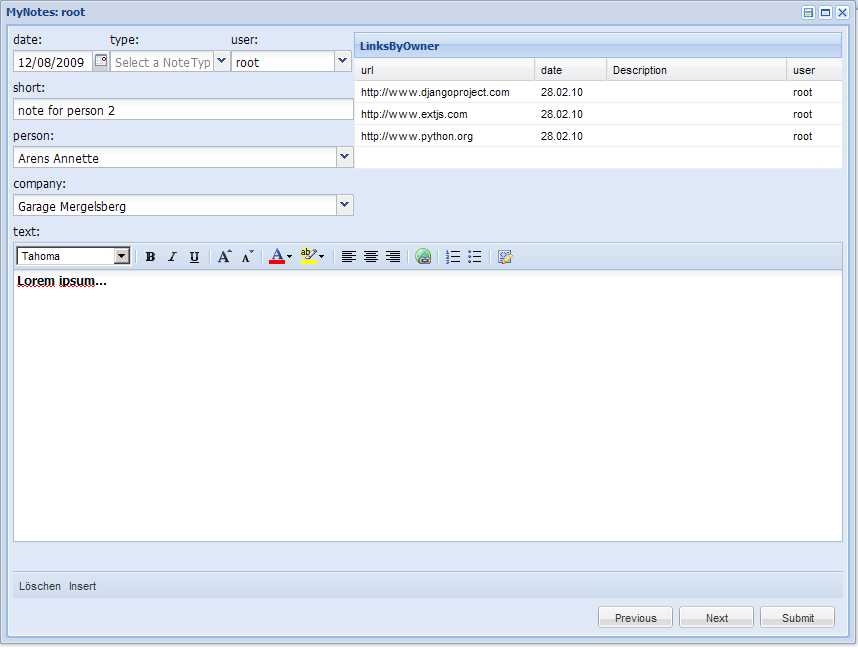 MyNotes: root
date: type: user:
12/08/2009 Select a NoteTyp root
short:
note for person 2
person:
Arens Annette
company:
Garage Mergelsberg
LinksByOwner
url date Description user
http://www.djangoproject.com 28.02.10 root
http://www.extjs.com 28.02.10 root
http://www.python.org 28.02.10 root
text:
Tahoma B I U A A A ab
Lorem ipsum...
Löschen Insert
Previous Next Submit